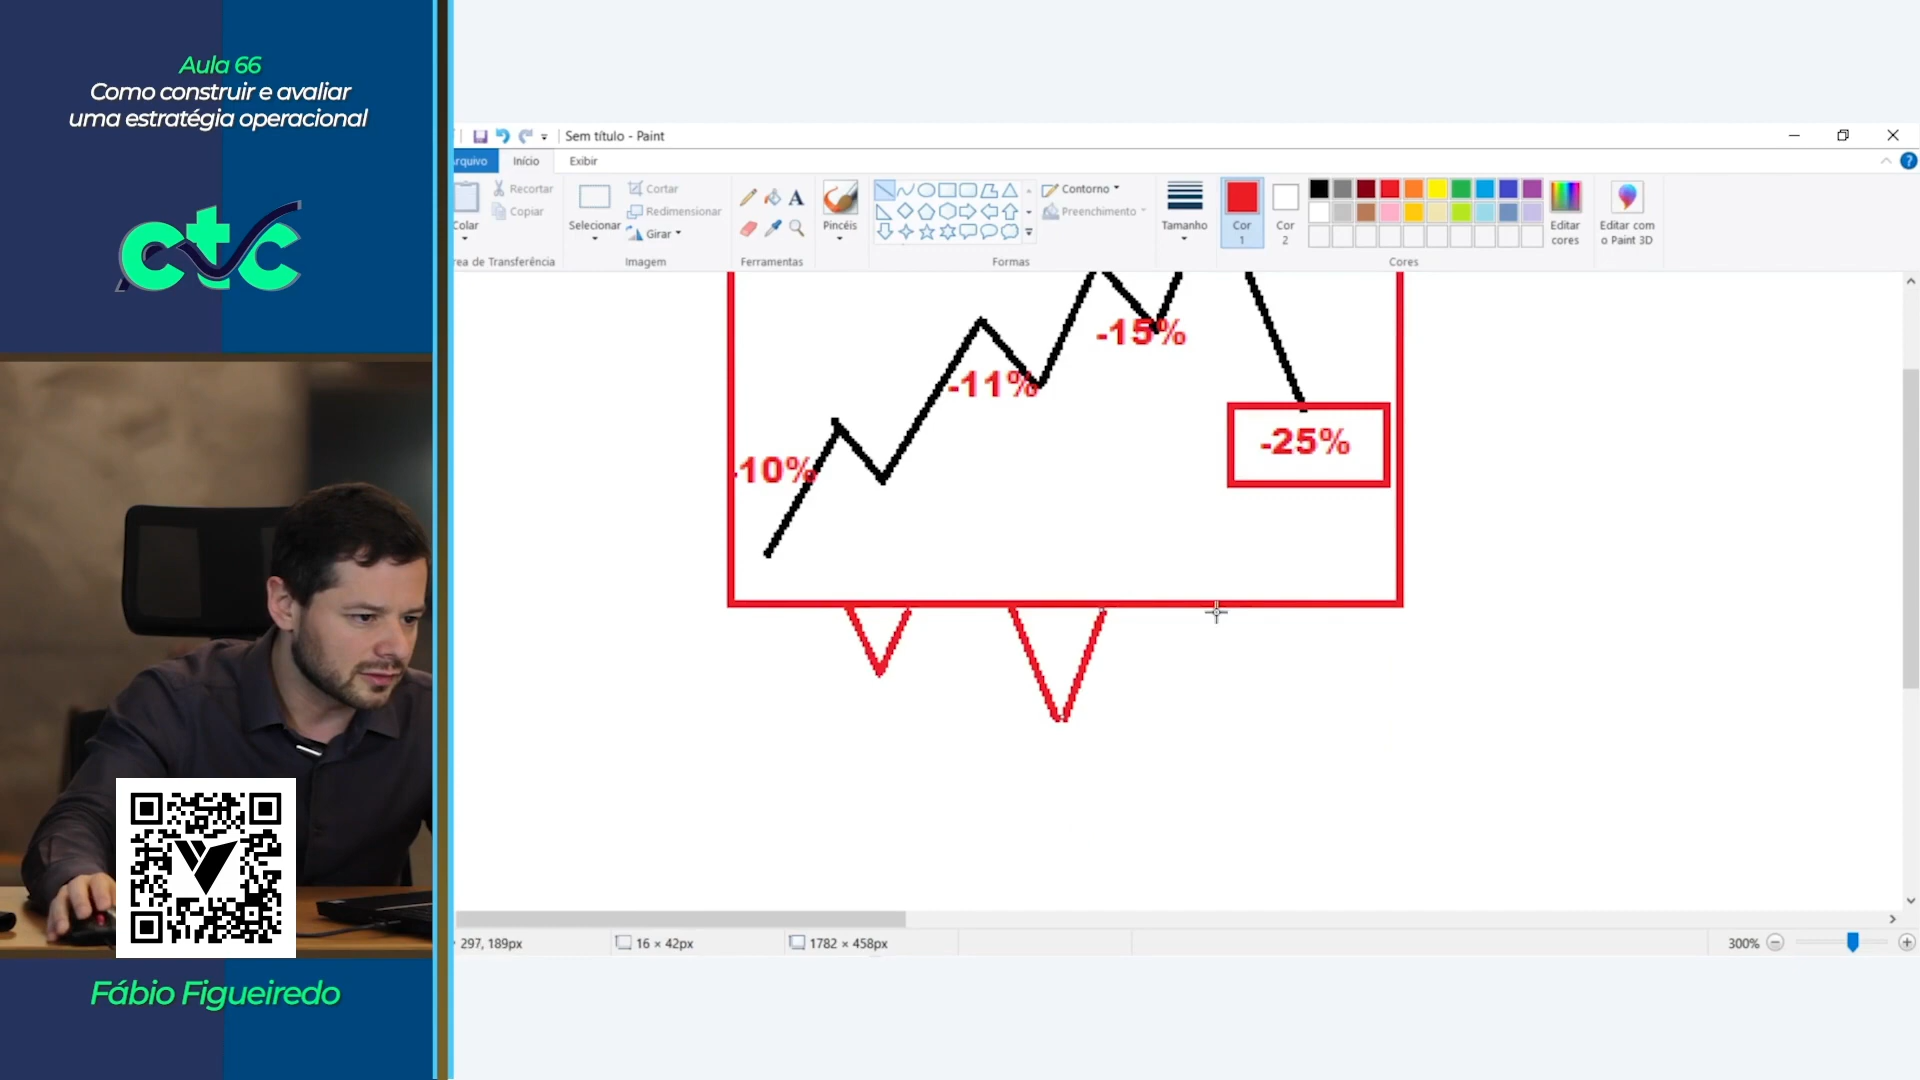 Aula 66
Como construir e avaliar
uma estratégia operacional
ctc
Sem título - Paint
Arquivo Início Exibir
Colar
Recortar
Copiar
Área de Transferência
Selecionar
Cortar
Redimensionar
Girar
Imagem
A
Ferramentas
Pincéis
Contorno
Preenchimento
Formas
Tamanho
Cor
1
Cor
2
Editar
cores
Editar com
o Paint 3D
Cores
?
-15%
-11%
-25%
-10%
297, 189px
16 × 42px
1782 × 458px
300%
Fábio Figueiredo